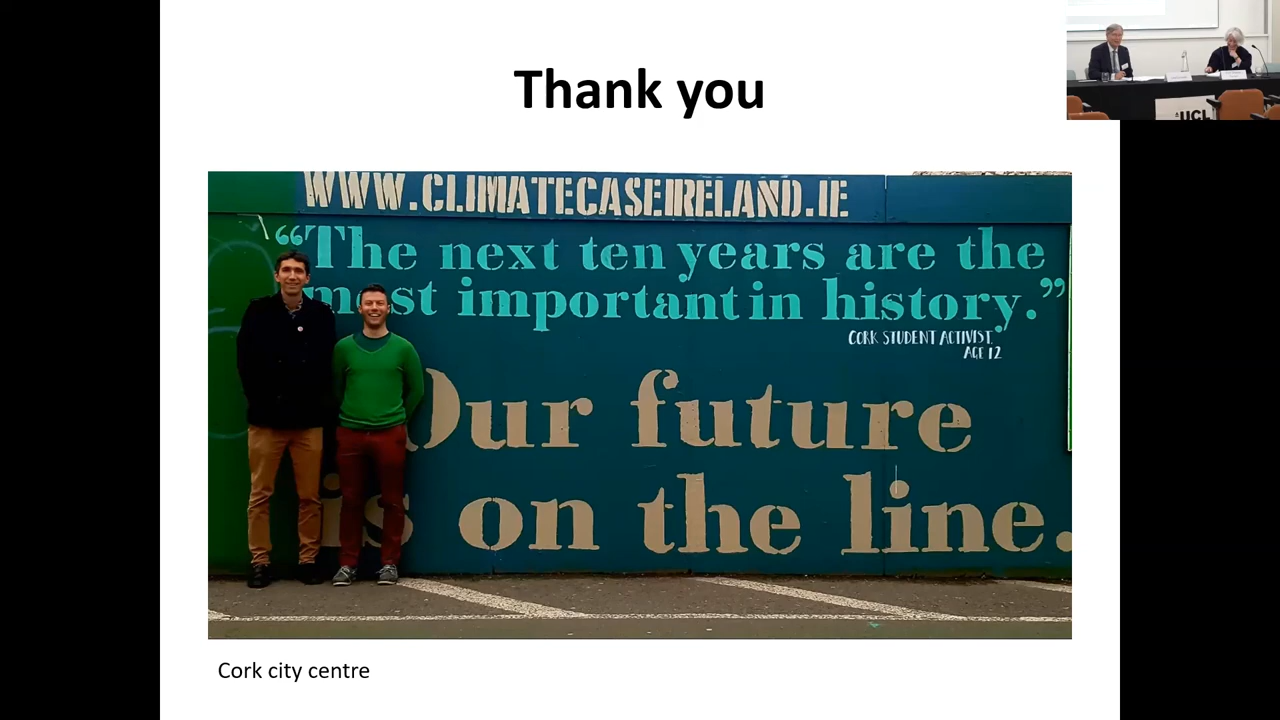 Thank you
WWW.CLIMATECASEIRELAND.IE
“The next ten years are the
most important in history.”
CORK STUDENT ACTIVIST,
AGE 12
Our future
is on the line.
Cork city centre
UCL